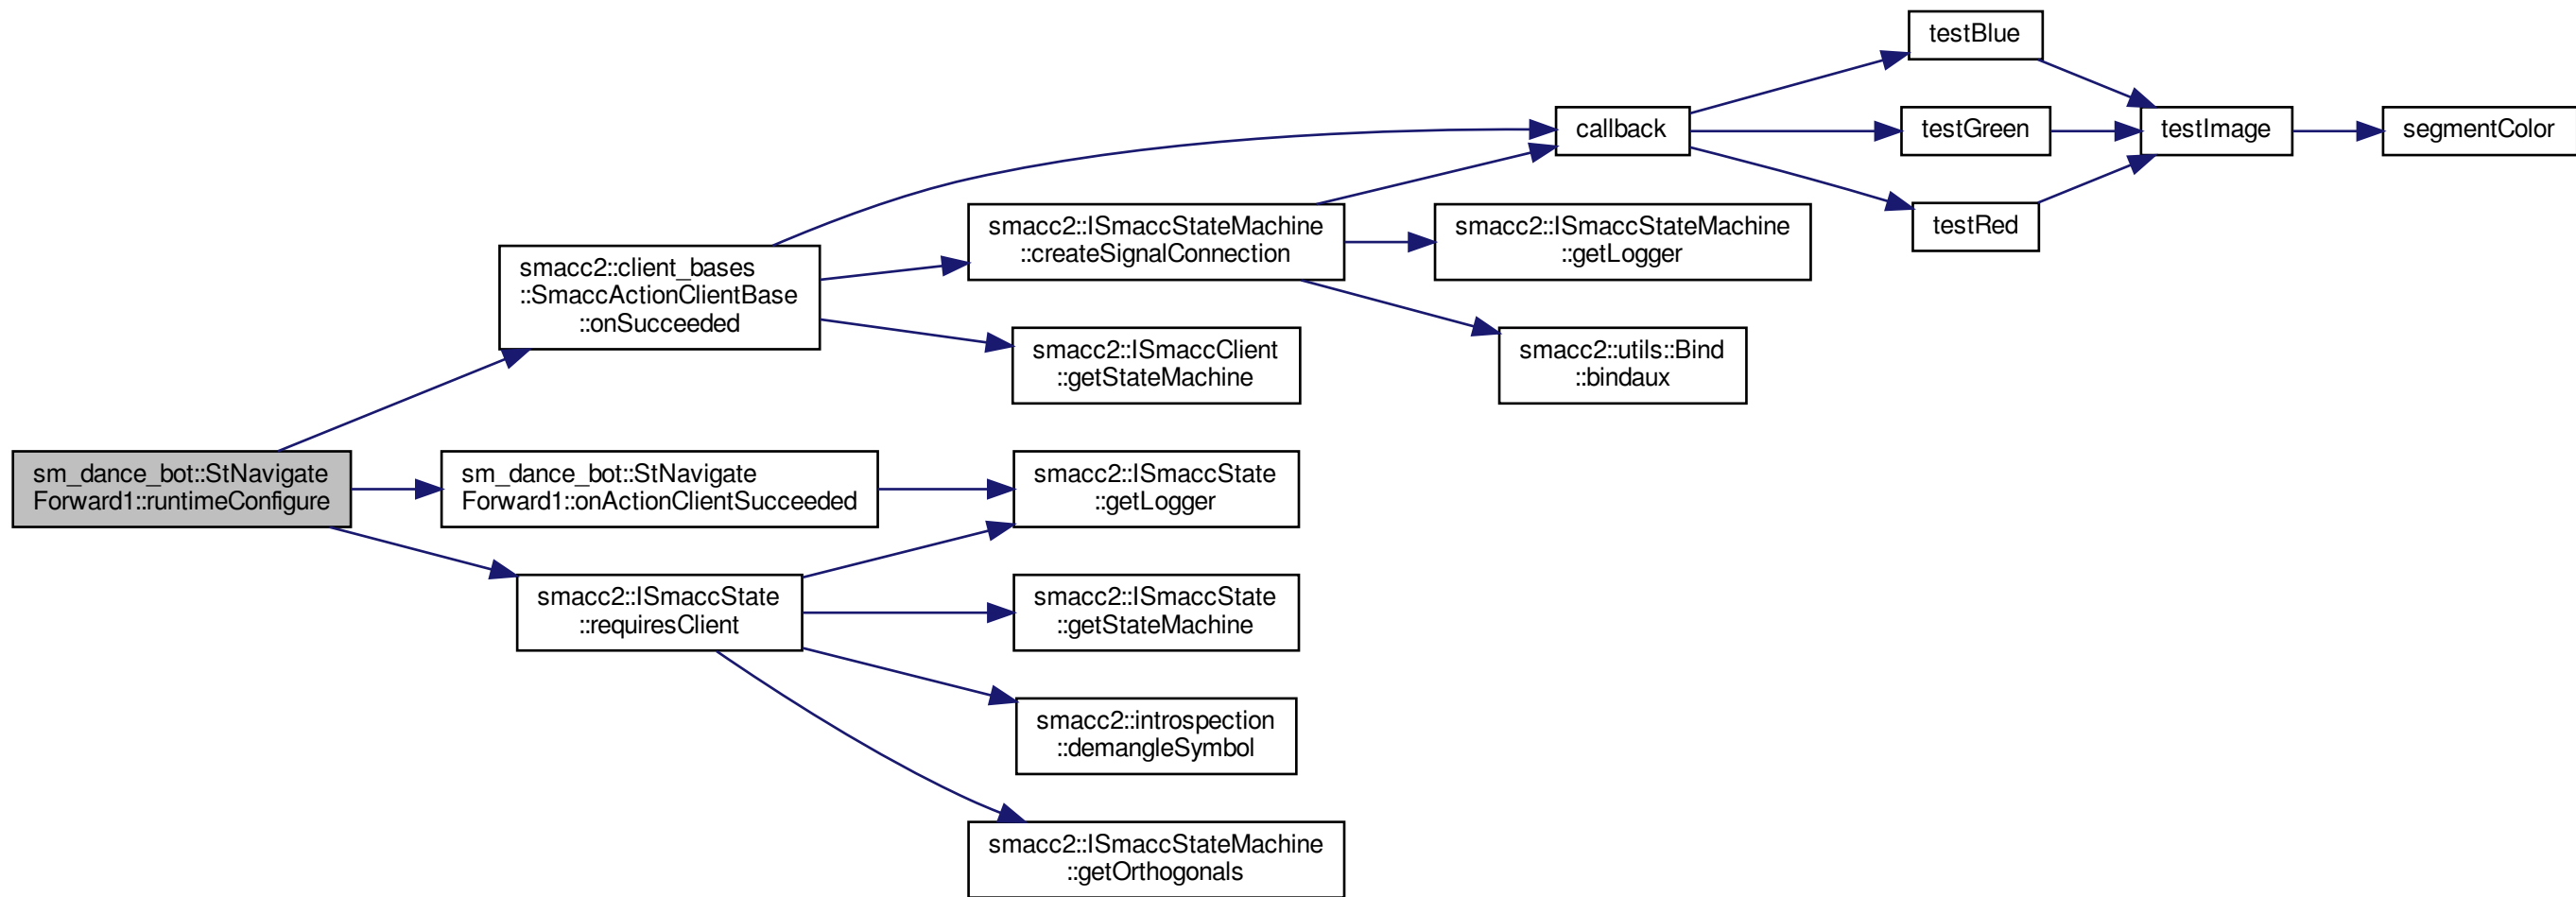 sm_dance_bot::StNavigate
Forward1::runtimeConfigure
smacc2::client_bases
::SmaccActionClientBase
::onSucceeded
sm_dance_bot::StNavigate
Forward1::onActionClientSucceeded
smacc2::ISmaccState
::requiresClient
smacc2::ISmaccStateMachine
::createSignalConnection
smacc2::ISmaccClient
::getStateMachine
smacc2::ISmaccState
::getLogger
smacc2::ISmaccState
::getStateMachine
smacc2::introspection
::demangleSymbol
smacc2::ISmaccStateMachine
::getOrthogonals
callback
smacc2::ISmaccStateMachine
::getLogger
smacc2::utils::Bind
::bindaux
testBlue
testGreen
testRed
testImage
segmentColor